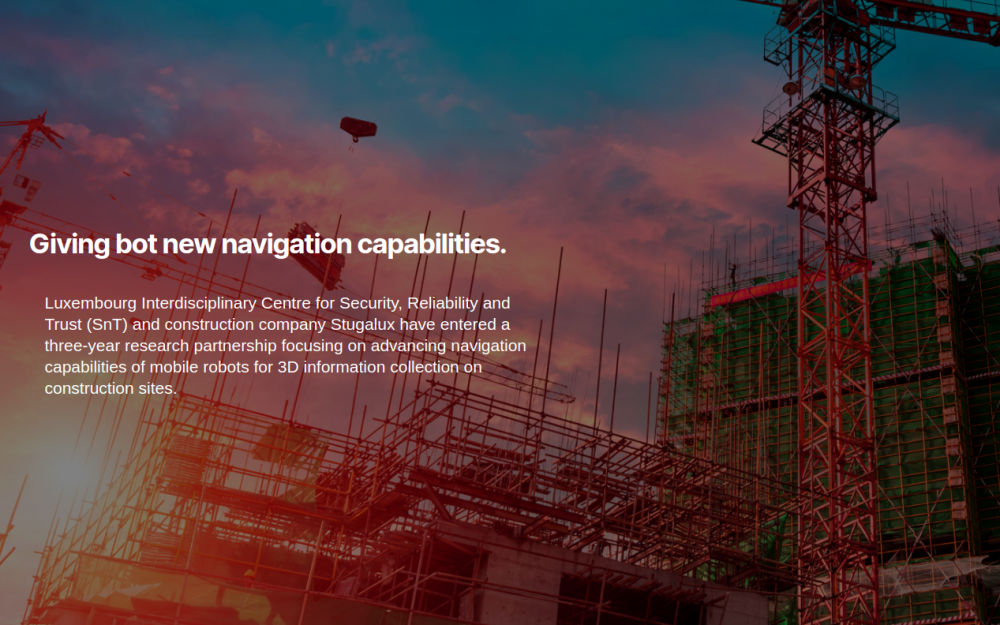 Giving bot new navigation capabilities.
Luxembourg Interdisciplinary Centre for Security, Reliability and
Trust (SnT) and construction company Stugalux have entered a
three-year research partnership focusing on advancing navigation
capabilities of mobile robots for 3D information collection on
construction sites.